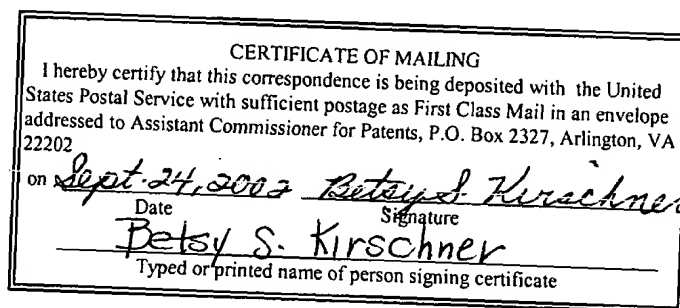 CERTIFICATE OF MAILING
I hereby certify that this correspondence is being deposited with the United
States Postal Service with sufficient postage as First Class Mail in an envelope
addressed to Assistant Commissioner for Patents, P.O. Box 2327, Arlington, VA
22202
on Sept. 24, 2002 Betsy S. Kirschner
Date Signature
Betsy S. Kirschner
Typed or printed name of person signing certificate